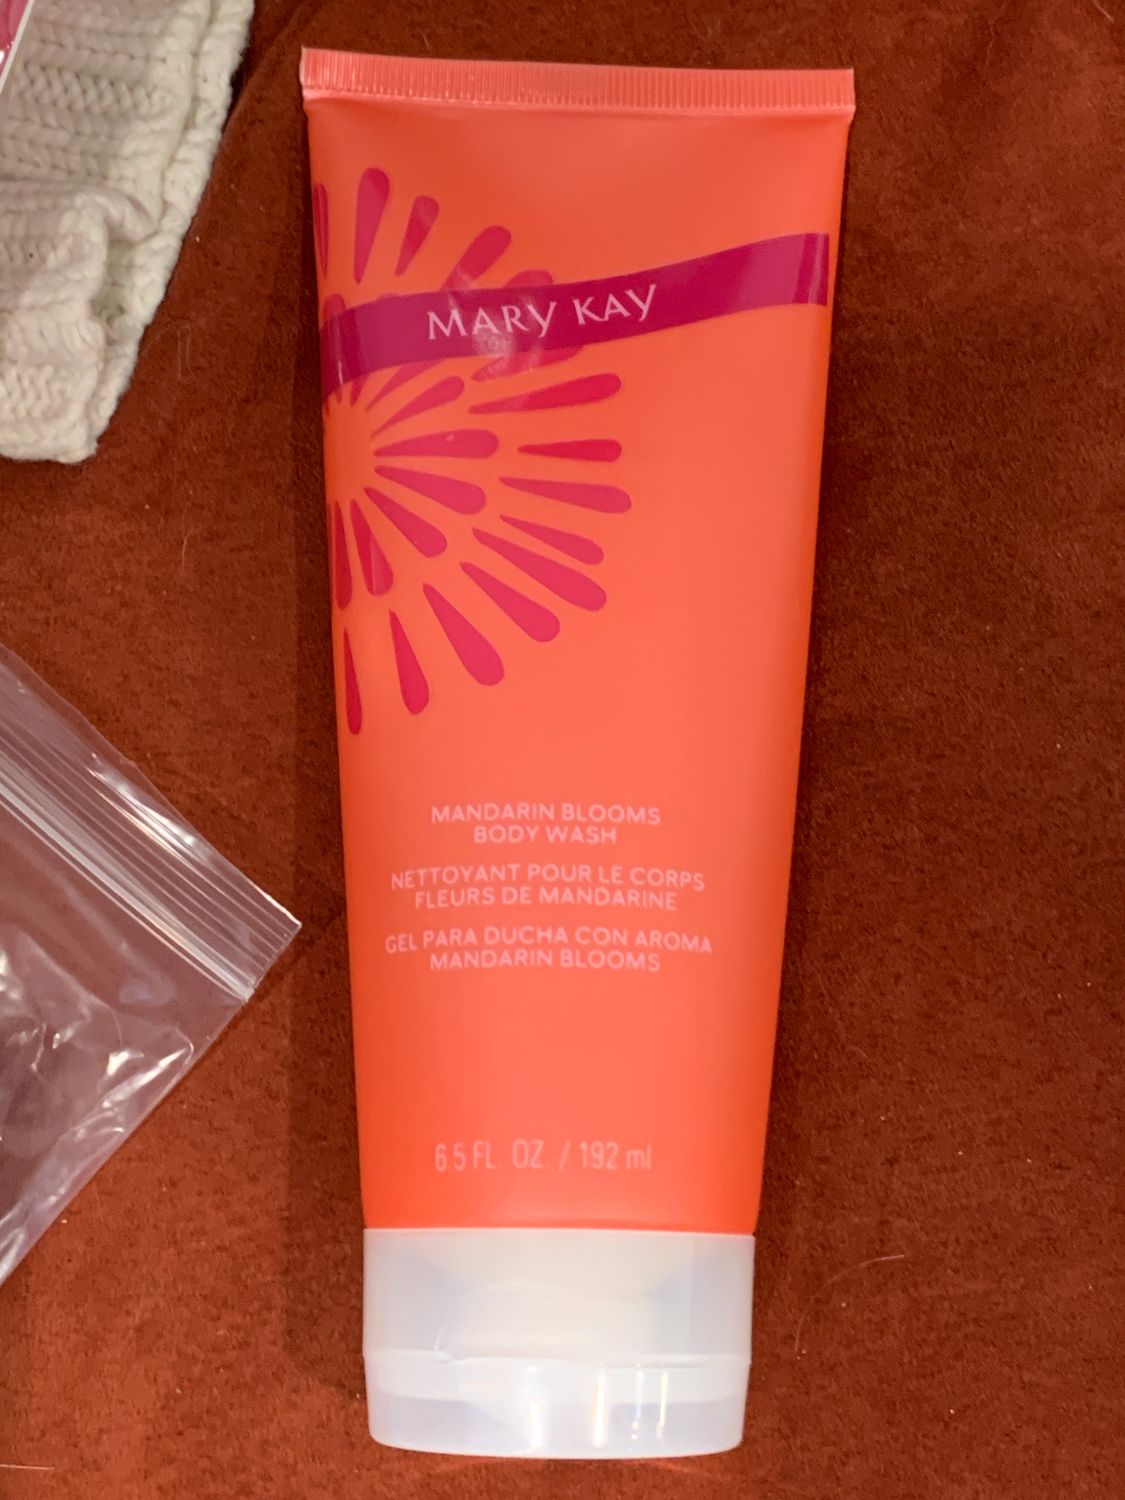 MARY KAY
MANDARIN BLOOMS
BODY WASH
NETTOYANT POUR LE CORPS
FLEURS DE MANDARINE
GEL PARA DUCHA CON AROMA
MANDARIN BLOOMS
6.5 FL OZ / 192 ml